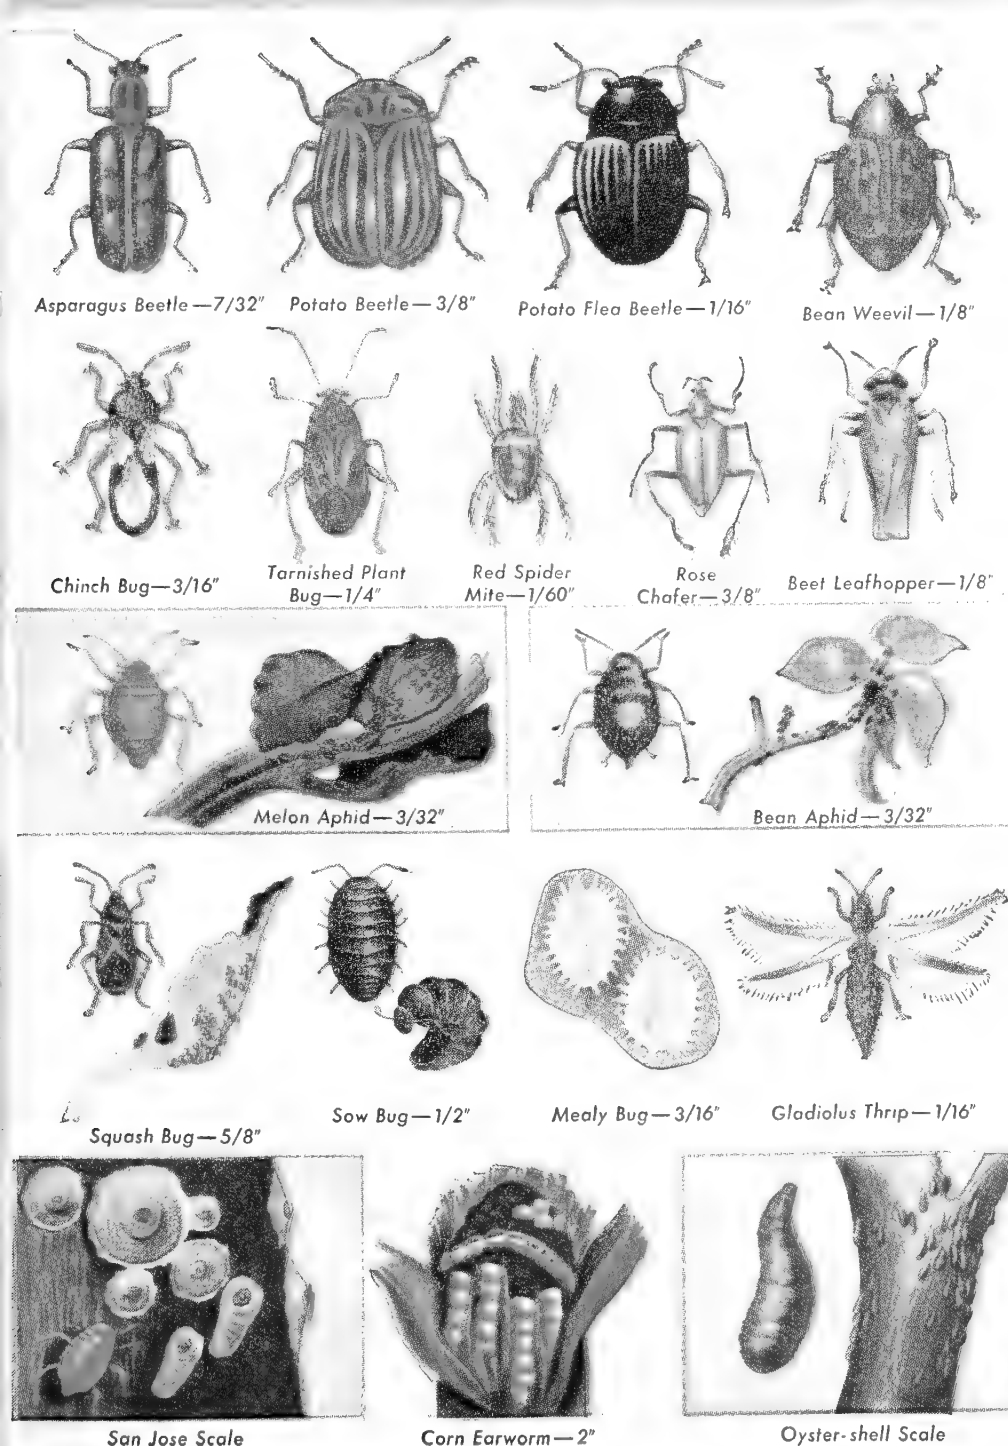 Asparagus Beetle—7/32"
Potato Beetle—3/8"
Potato Flea Beetle—1/16"
Bean Weevil—1/8"
Chinch Bug—3/16"
Tarnished Plant
Bug—1/4"
Red Spider
Mite—1/60"
Rose
Chafer—3/8"
Beet Leafhopper—1/8"
Melon Aphid—3/32"
Bean Aphid—3/32"
Squash Bug—5/8"
Sow Bug—1/2"
Mealy Bug—3/16"
Gladiolus Thrip—1/16"
San Jose Scale
Corn Earworm—2"
Oyster-shell Scale